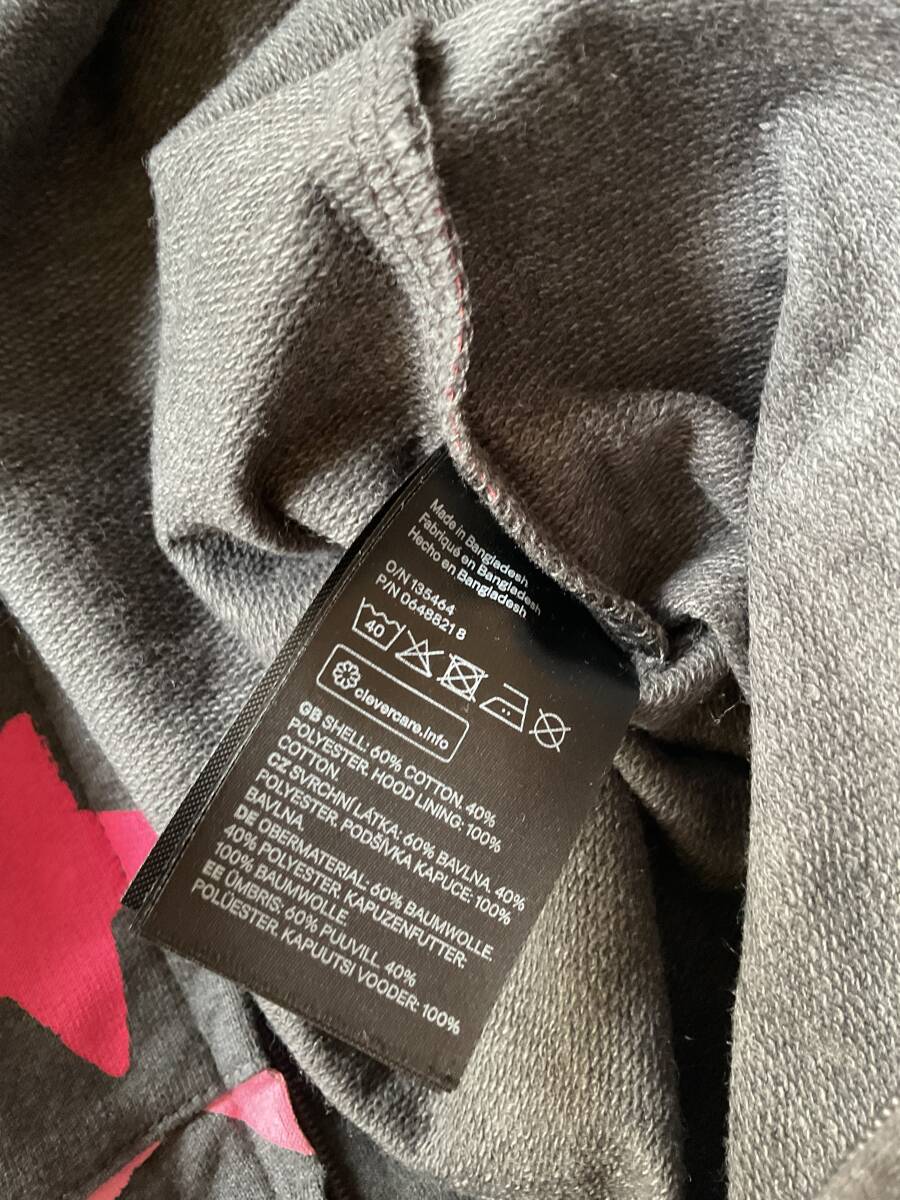 Made in Bangladesh
Fabriqué en Bangladesh
Hecho en Bangladesh
O/N 135464
P/N 06488218
40
clevercare.info
GB SHELL: 60% COTTON. 40%
POLYESTER. HOOD LINING: 100%
COTTON.
CZ SVRCHNÍ LÁTKA: 60% BAVLNA. 40%
POLYESTER. PODŠÍVKA KAPUCE: 100%
BAVLNA.
DE OBERMATERIAL: 60% BAUMWOLLE.
40% POLYESTER. KAPUZENFUTTER:
100% BAUMWOLLE.
EE ÜMBRIS: 60% PUUVILL. 40%
POLÜESTER. KAPUUTSI VOODER: 100%